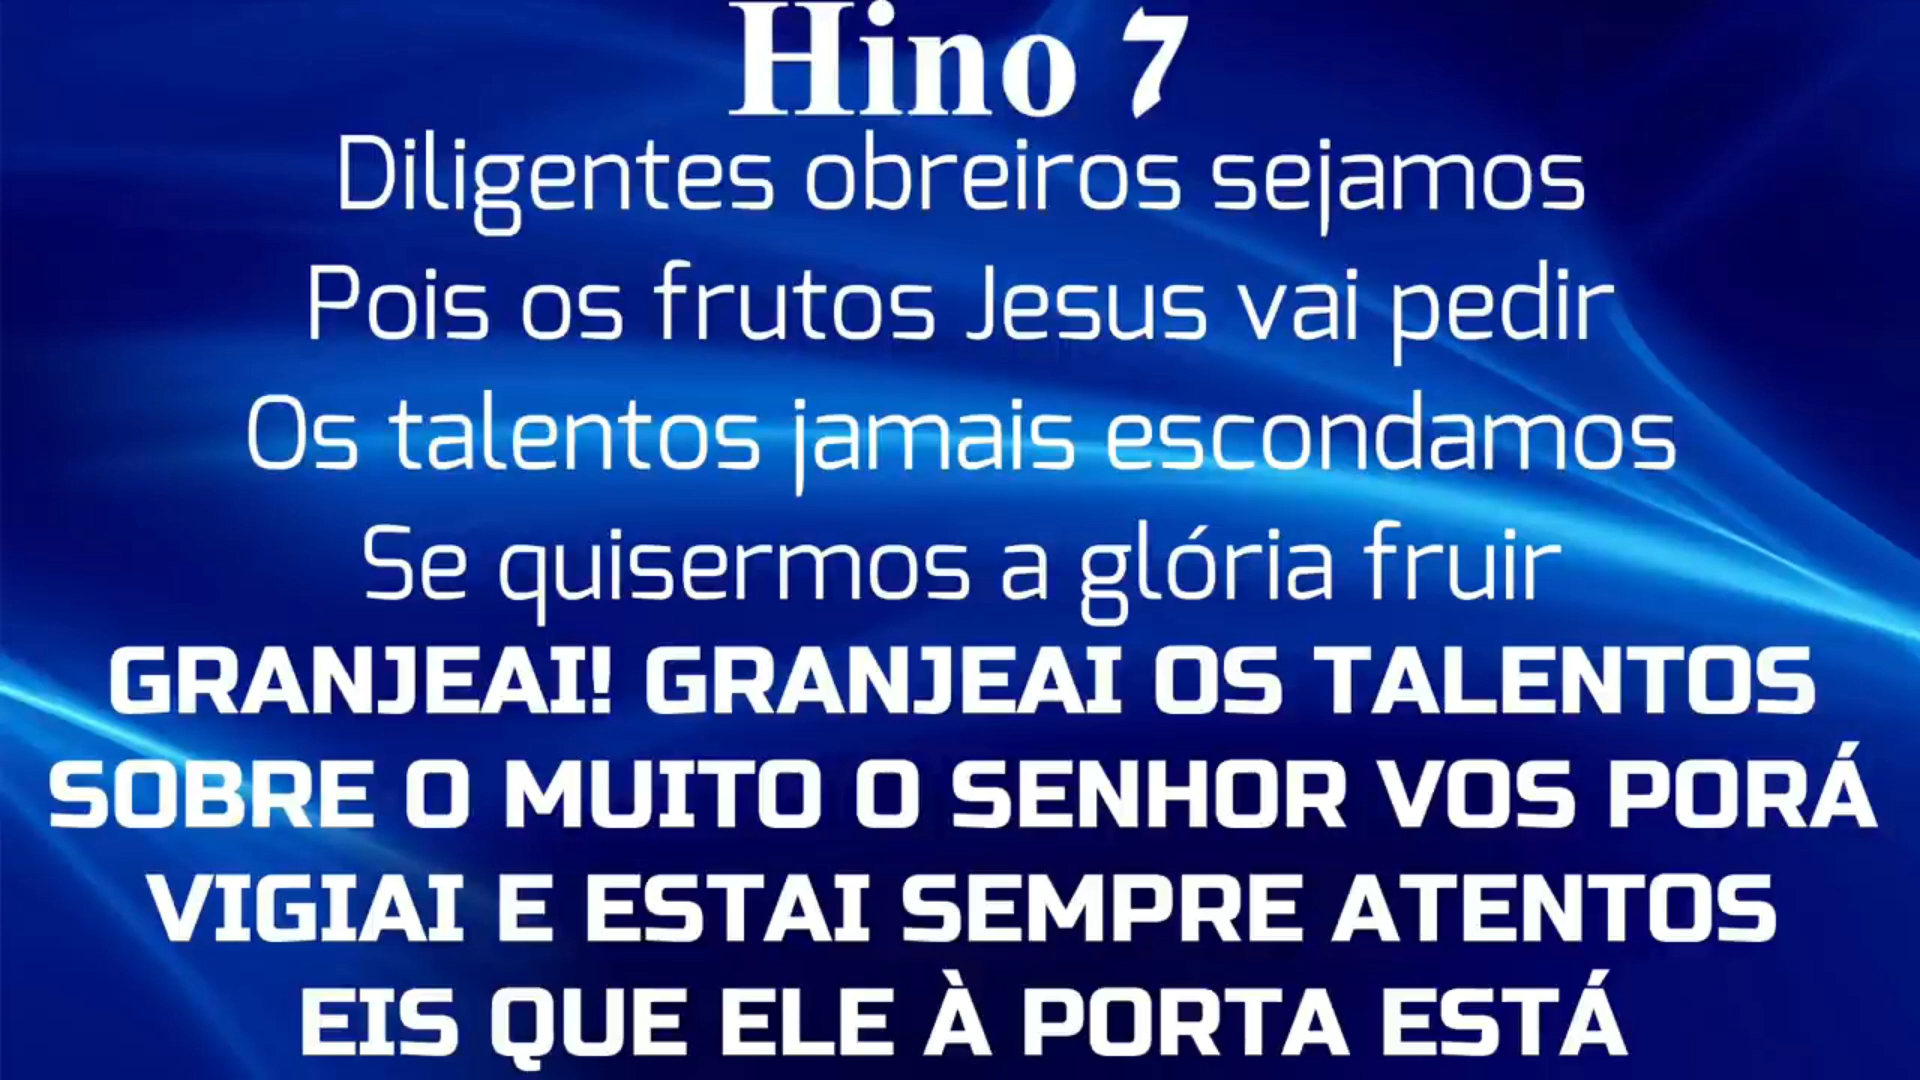 Hino 7
Diligentes obreiros sejamos
Pois os frutos Jesus vai pedir
Os talentos jamais escondamos
Se quisermos a glória fruir
GRANJEAI! GRANJEAI OS TALENTOS
SOBRE O MUITO O SENHOR VOS PORÁ
VIGIAI E ESTAI SEMPRE ATENTOS
EIS QUE ELE À PORTA ESTÁ